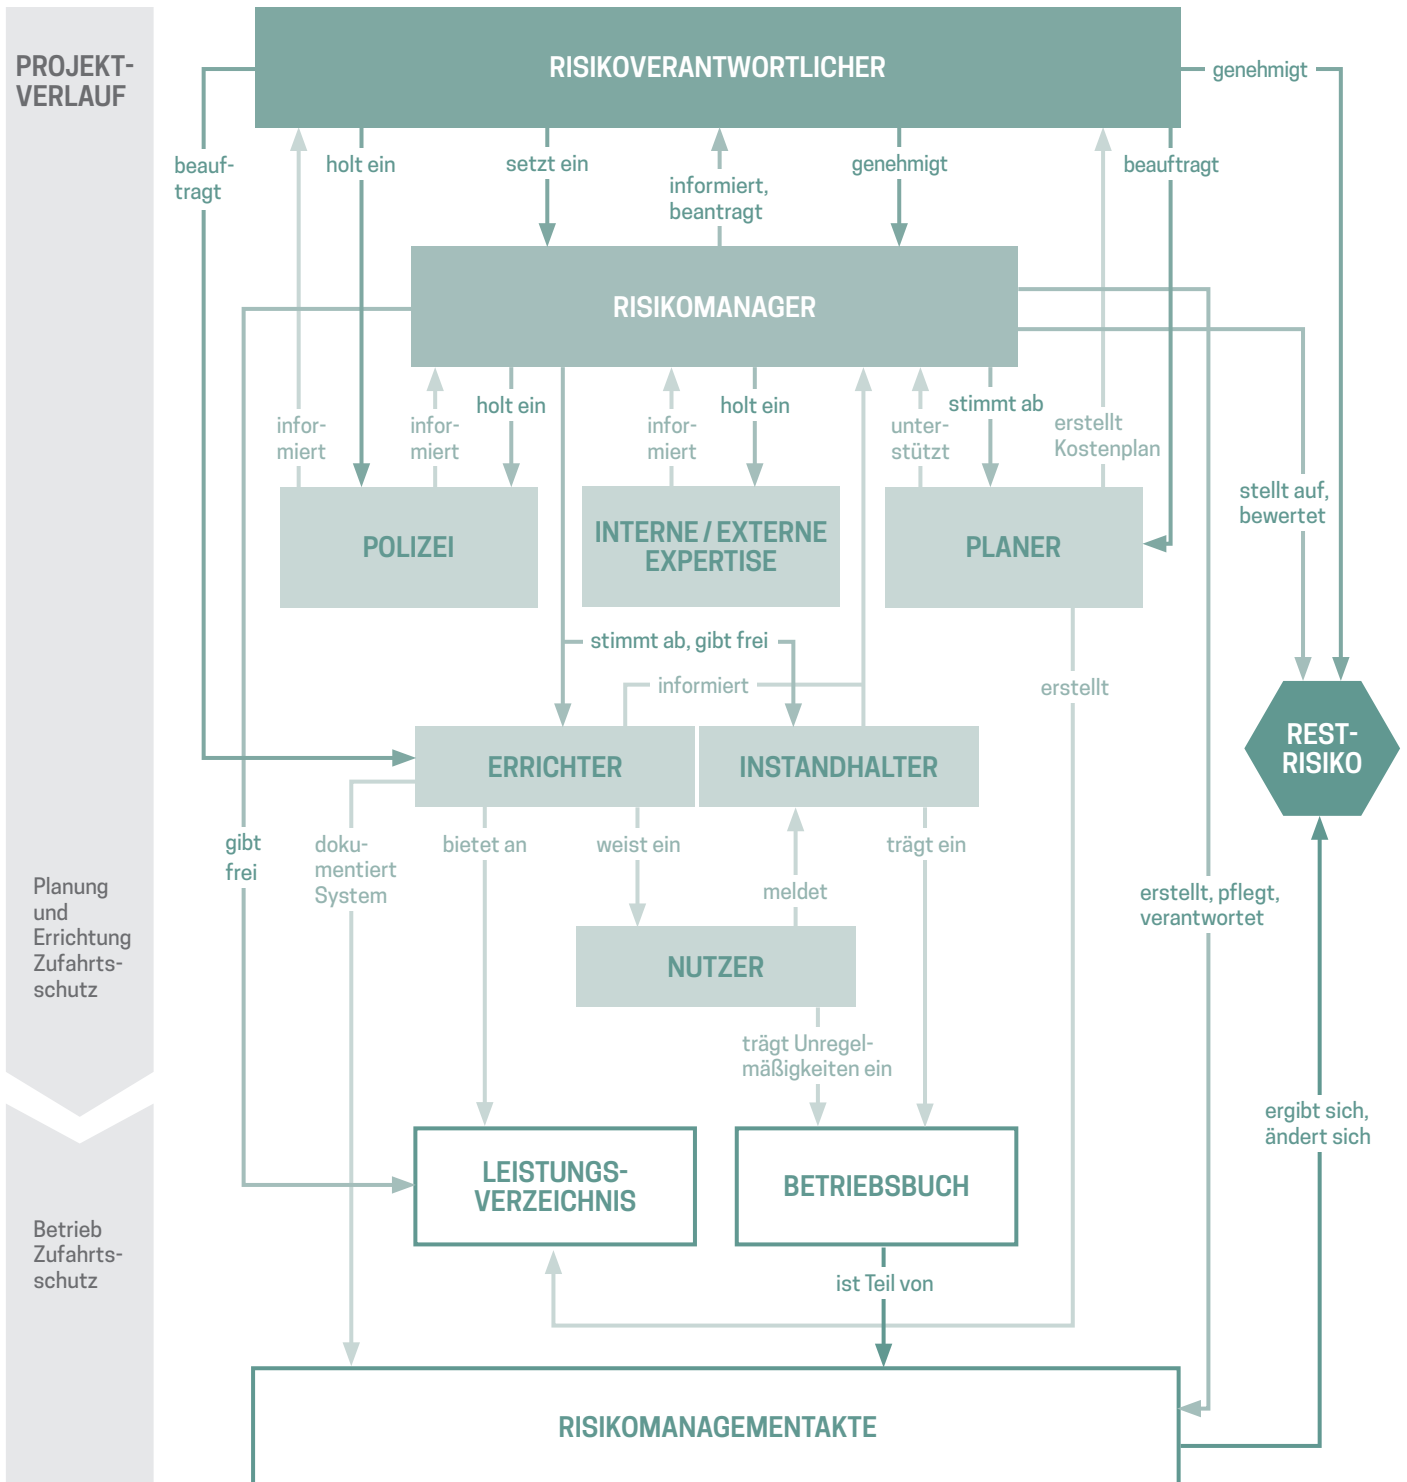 PROJEKT-
VERLAUF
RISIKOVERANTWORTLICHER
genehmigt
beauf-
tragt
holt ein
setzt ein
informiert,
beantragt
genehmigt
beauftragt
RISIKOMANAGER
infor-
miert
infor-
miert
holt ein
infor-
miert
holt ein
unter-
stützt
stimmt ab
erstellt
Kostenplan
stellt auf,
bewertet
POLIZEI
INTERNE / EXTERNE
EXPERTISE
PLANER
stimmt ab, gibt frei
informiert
erstellt
REST-
RISIKO
ERRICHTER
INSTANDHALTER
gibt
frei
doku-
mentiert
System
bietet an
weist ein
meldet
trägt ein
erstellt, pflegt,
verantwortet
Planung
und
Errichtung
Zufahrts-
schutz
NUTZER
trägt Unregel-
mäßigkeiten ein
ergibt sich,
ändert sich
LEISTUNGS-
VERZEICHNIS
BETRIEBSBUCH
Betrieb
Zufahrts-
schutz
ist Teil von
RISIKOMANAGEMENTAKTE